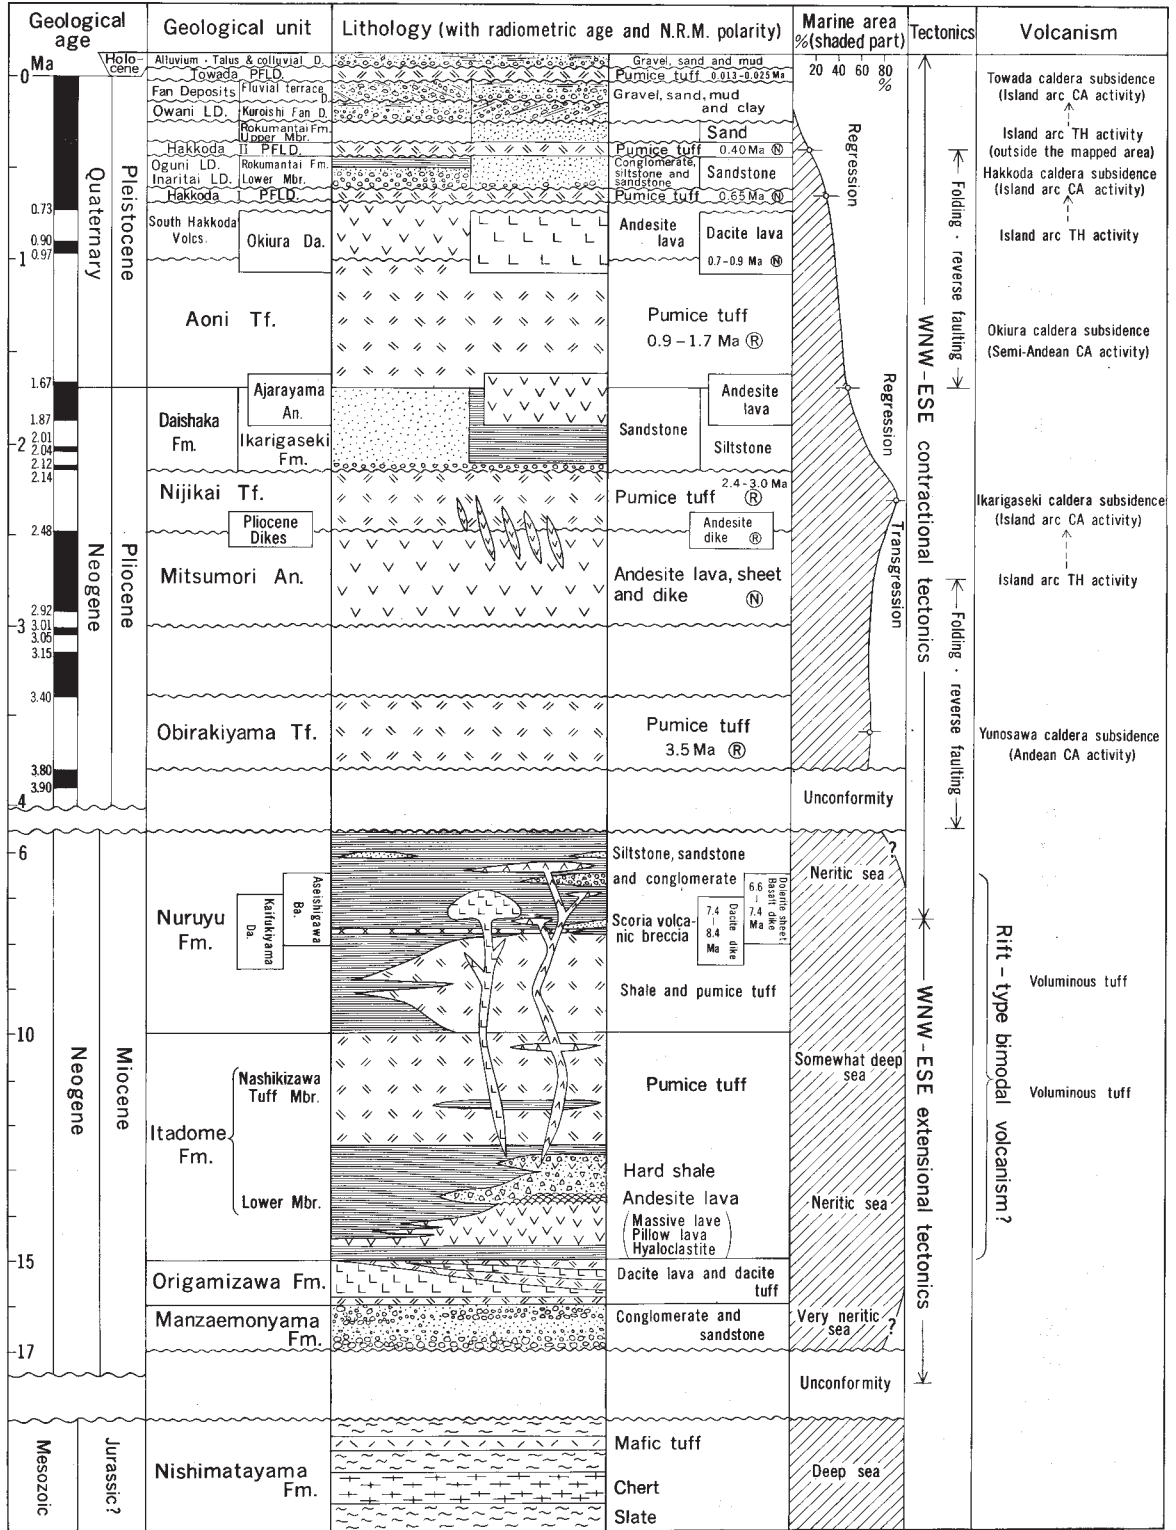 Geological age
Geological unit
Lithology (with radiometric age and N.R.M. polarity)
Marine area %(shaded part)
Tectonics
Volcanism
Ma
Holo-cene
20 40 60 80 %
0
0.73
0.90
0.97
1
1.67
1.87
2
2.01
2.04
2.12
2.14
2.48
2.92
3
3.01
3.05
3.15
3.40
3.80
3.90
4
6
10
15
17
Quaternary
Pleistocene
Neogene
Pliocene
Neogene
Miocene
Mesozoic
Jurassic?
Alluvium · Talus & colluvial D.
Towada PFLD.
Fan Deposits
Fluvial terrace D.
Owani LD.
Kuroishi Fan D.
Rokumantai Fm.
Upper Mbr.
Hakkoda II PFLD.
Oguni LD.
Inaritai LD.
Rokumantai Fm.
Lower Mbr.
Hakkoda I PFLD.
South Hakkoda
Volcs.
Okiura Da.
Aoni Tf.
Ajarayama
An.
Daishaka
Fm.
Ikarigaseki
Fm.
Nijikai Tf.
Pliocene
Dikes
Mitsumori An.
Obirakiyama Tf.
Nuruyu
Fm.
Kaifukiyama
Da.
Aseishigawa
Ba.
Nashikizawa
Tuff Mbr.
Itadome
Fm.
Lower Mbr.
Origamizawa Fm.
Manzaemonyama
Fm.
Nishimatayama
Fm.
Gravel, sand and mud
Pumice tuff 0.013-0.025 Ma
Gravel, sand, mud
and clay
Sand
Pumice tuff 0.40 Ma Ⓝ
Conglomerate,
siltstone and
sandstone
Sandstone
Pumice tuff 0.65 Ma Ⓝ
Andesite
lava
Dacite lava
0.7-0.9 Ma Ⓝ
Pumice tuff
0.9-1.7 Ma Ⓡ
Andesite
lava
Sandstone
Siltstone
2.4-3.0 Ma
Pumice tuff Ⓡ
Andesite
dike Ⓡ
Andesite lava, sheet
and dike Ⓝ
Pumice tuff
3.5 Ma Ⓡ
Siltstone, sandstone
and conglomerate
Scoria volca-
nic breccia
7.4
|
8.4
Ma
Dacite dike
6.6
|
7.4
Ma
Dolerite sheet
Basalt dike
Shale and pumice tuff
Pumice tuff
Hard shale
Andesite lava
(Massive lave
Pillow lava
Hyaloclastite)
Dacite lava and dacite
tuff
Conglomerate and
sandstone
Mafic tuff
Chert
Slate
Regression
Regression
Transgression
Unconformity
?
Neritic sea
Somewhat deep
sea
Neritic sea
Very neritic
sea
?
Unconformity
Deep sea
WNW-ESE contractional tectonics
WNW-ESE extensional tectonics
Folding · reverse faulting
Folding · reverse faulting
Towada caldera subsidence
(Island arc CA activity)
Island arc TH activity
(outside the mapped area)
Hakkoda caldera subsidence
(Island arc CA activity)
Island arc TH activity
Okiura caldera subsidence
(Semi-Andean CA activity)
Ikarigaseki caldera subsidence
(Island arc CA activity)
Island arc TH activity
Yunosawa caldera subsidence
(Andean CA activity)
Rift-type bimodal volcanism?
Voluminous tuff
Voluminous tuff